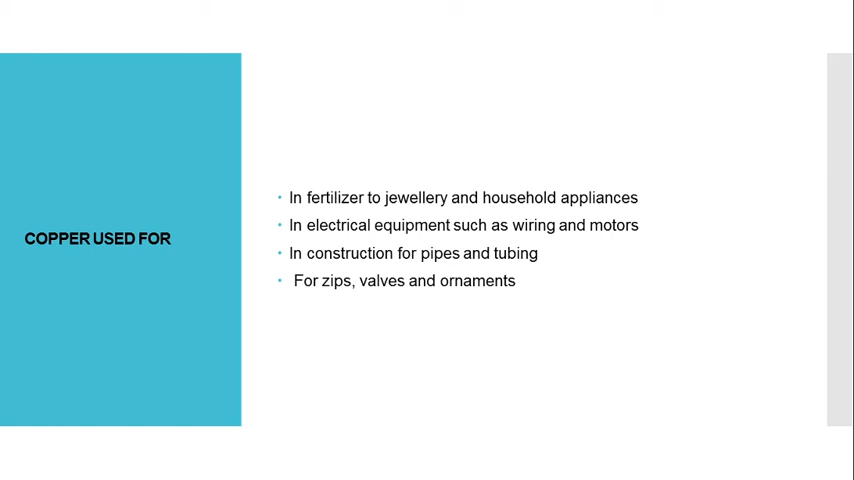 COPPER USED FOR
• In fertilizer to jewellery and household appliances
• In electrical equipment such as wiring and motors
• In construction for pipes and tubing
• For zips, valves and ornaments